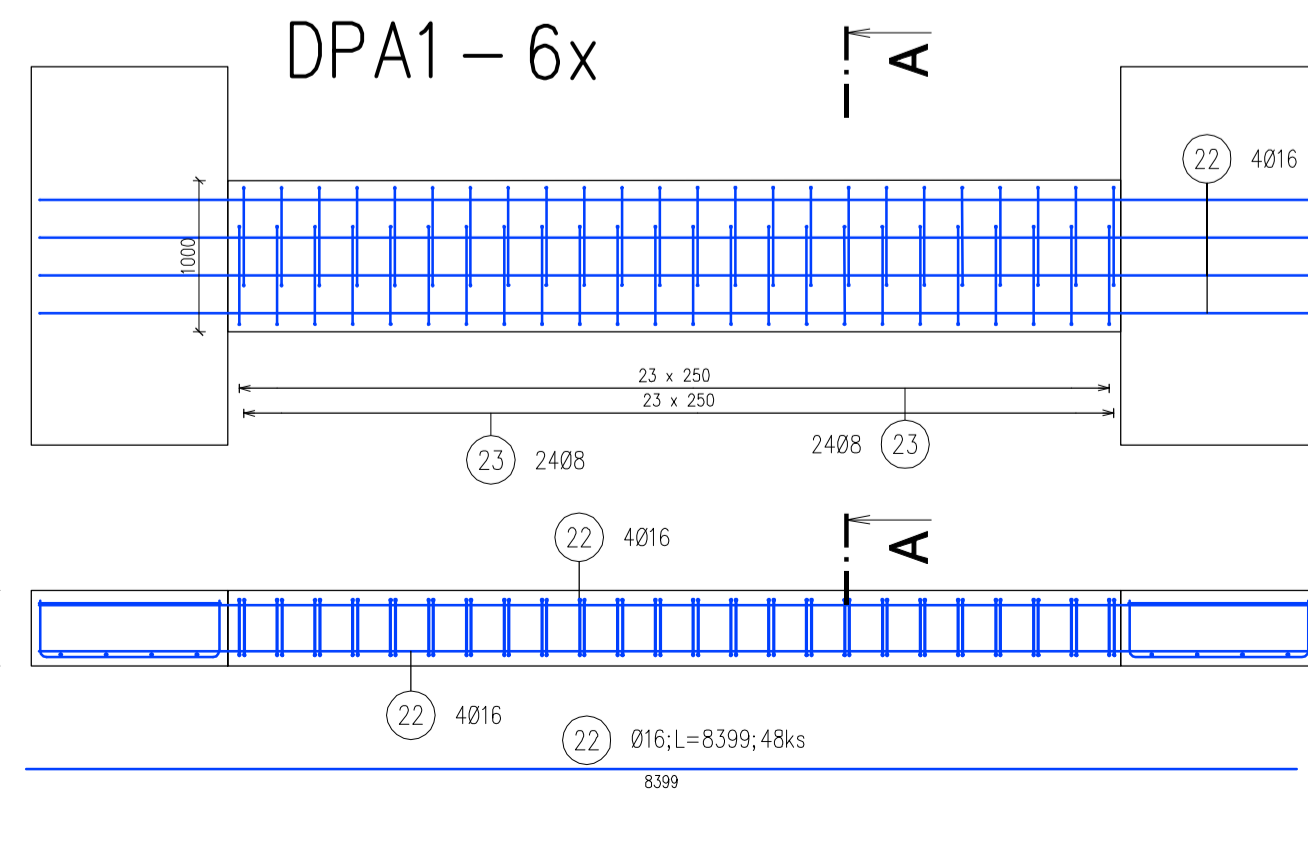 DPA1 – 6x
A
22 4Ø16
1000
23 x 250
23 x 250
23 24Ø8
24Ø8 23
22 4Ø16
A
22 4Ø16
22 Ø16;L=8399;48ks
8399